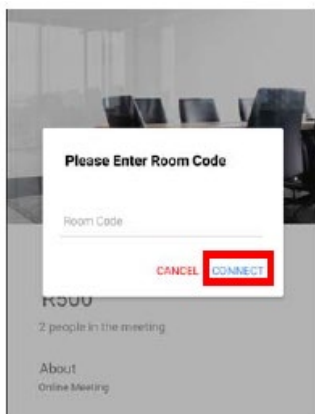 Please Enter Room Code
Room Code
CANCEL CONNECT
R500
2 people in the meeting
About
Online Meeting